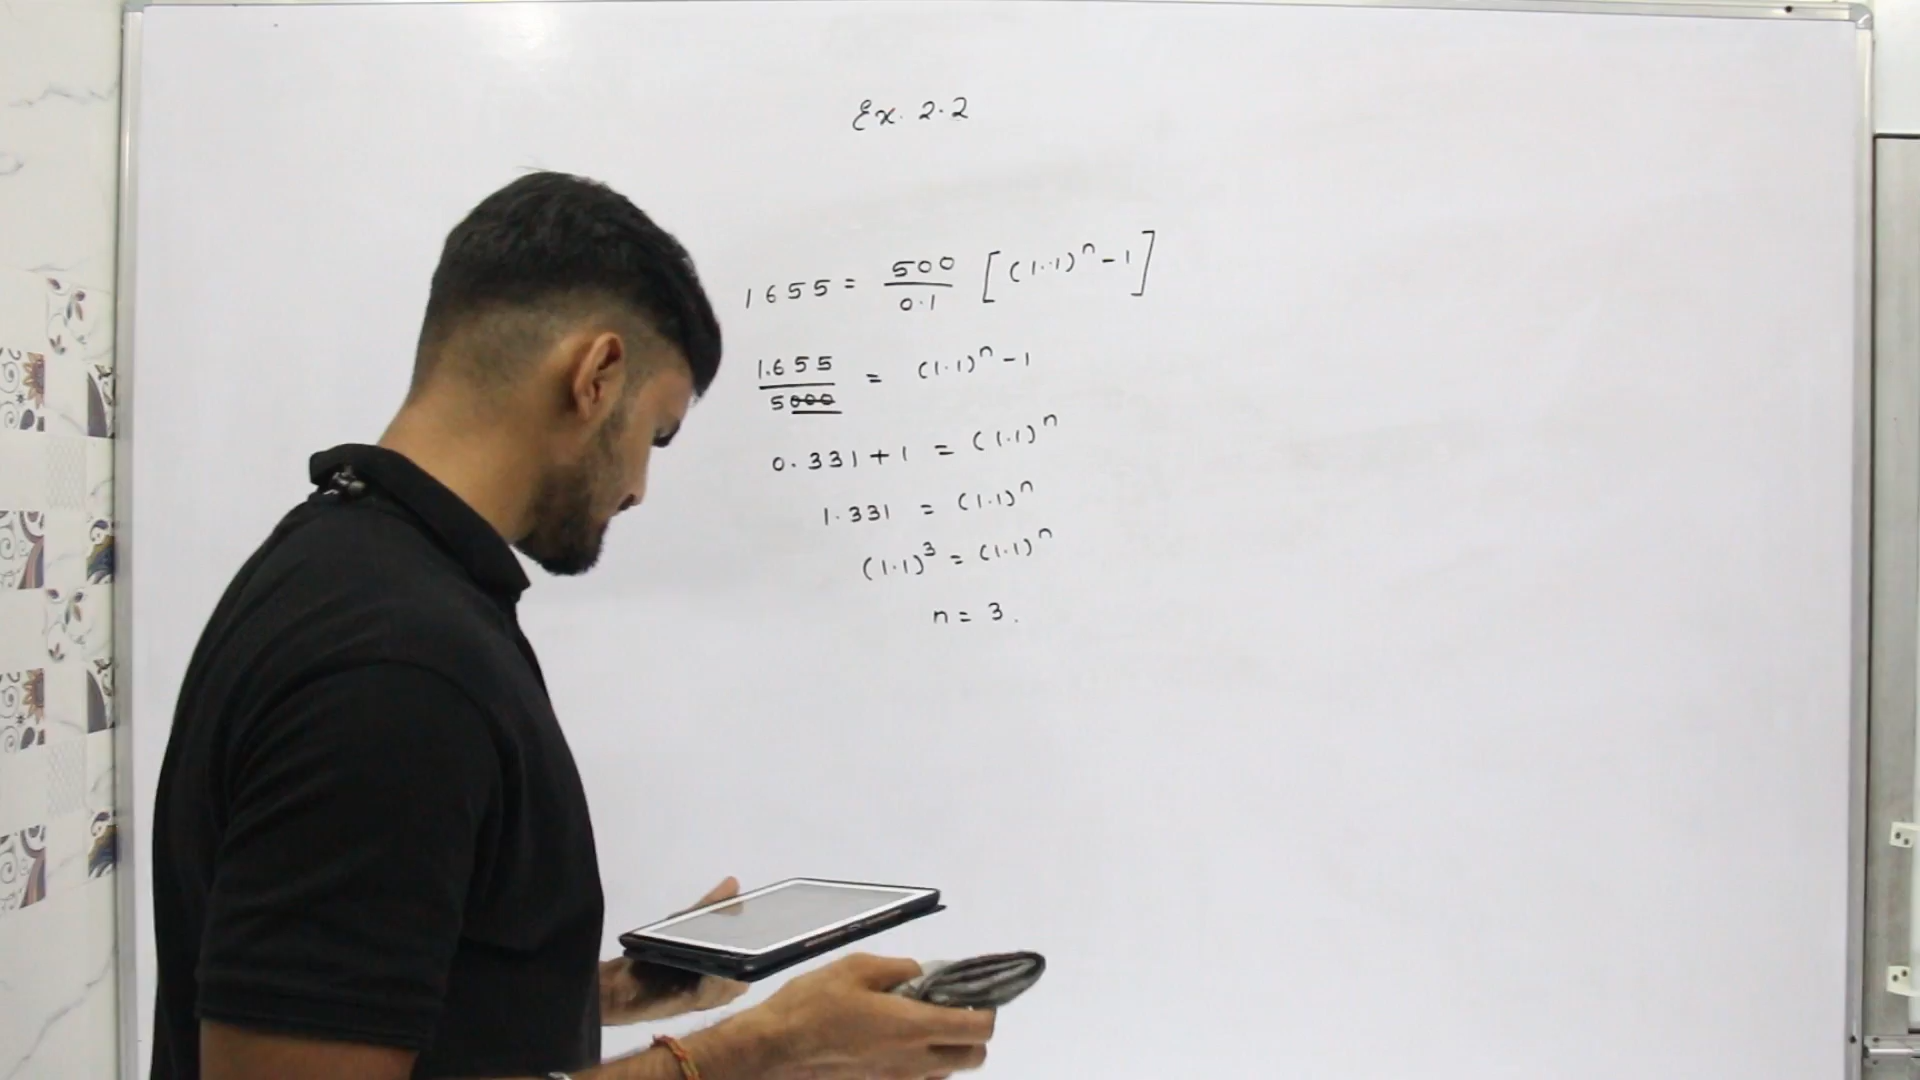 Ex. 2.2
1655 = 500/0.1 [(1.1)^n - 1]
1.655/5000 = (1.1)^n - 1
0.331 + 1 = (1.1)^n
1.331 = (1.1)^n
(1.1)^3 = (1.1)^n
n = 3.